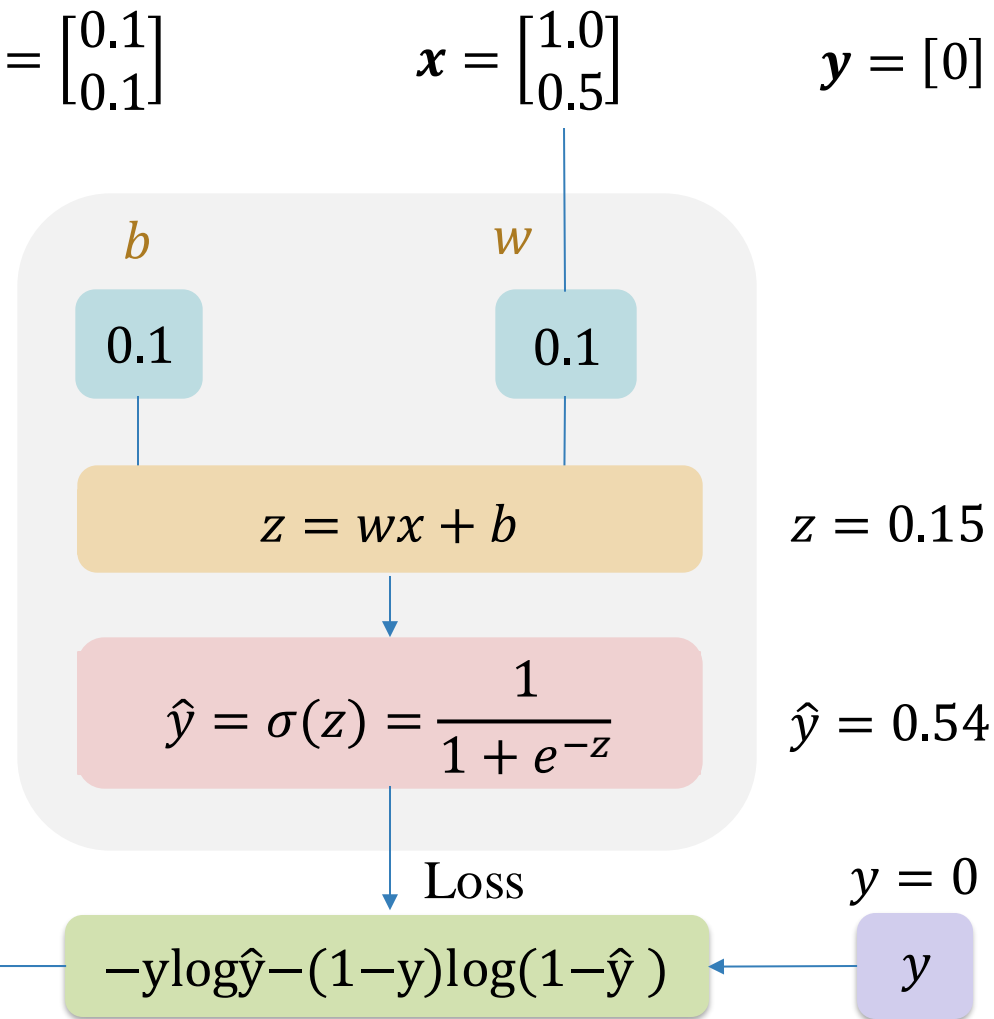 = [0.1 0.1] 𝒙 = [1.0 0.5] 𝒚 = [0]
b w
0.1 0.1
z = wx + b z = 0.15
ŷ = σ(z) = 1 / (1 + e^{−z}) ŷ = 0.54
Loss y = 0
−ylogŷ−(1−y)log(1−ŷ ) y